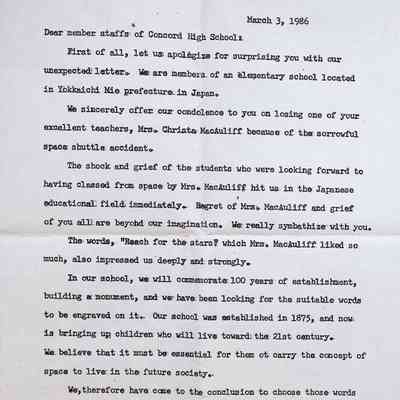 March 3, 1986
Dear member staffs of Concord High School:
First of all, let us apologize for surprising you with our
unexpected letter. We are members of an elementary school located
in Yokkaichi Mie prefecture in Japan.
We sincerely offer our condolence to you on losing one of your
excellent teachers, Mrs. Christa MacAuliff because of the sorrowful
space shuttle accident.
The shock and grief of the students who were looking forward to
having classed from space by Mrs. MacAuliff hit us in the Japanese
educational field immediately. Regret of Mrs. MacAuliff and grief
of you all are beyond our imagination. We really symbathize with you.
The words, "Reach for the stars" which Mrs. MacAuliff liked so
much, also impressed us deeply and strongly.
In our school, we will commemorate 100 years of establishment,
building a monument, and we have been looking for the suitable words
to be engraved on it. Our school was established in 1875, and now
is bringing up children who will live toward the 21st century.
We believe that it must be essential for them ot carry the concept of
space to live in the future society.
We, therefore have come to the conclusion to choose those words